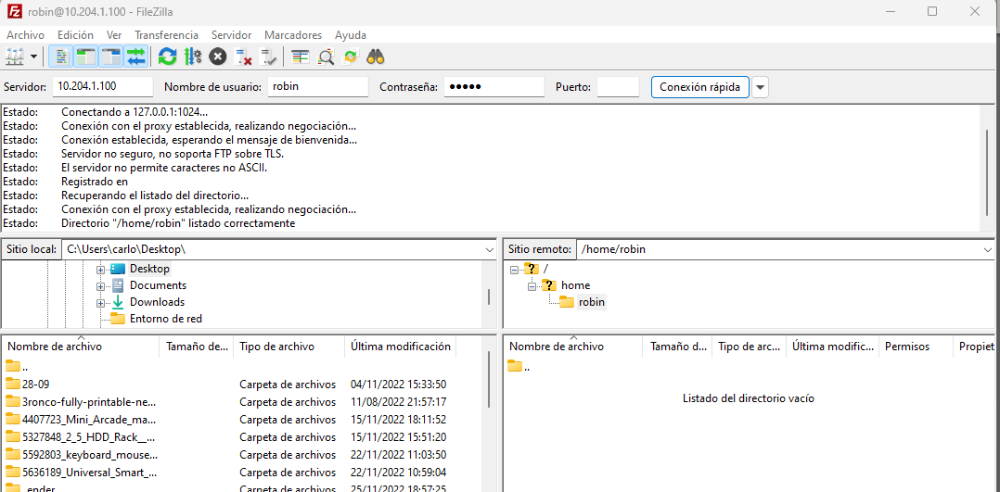 robin@10.204.1.100 - FileZilla
Archivo Edición Ver Transferencia Servidor Marcadores Ayuda
Servidor: 10.204.1.100 Nombre de usuario: robin Contraseña: ●●●●● Puerto: Conexión rápida
Estado: Conectando a 127.0.0.1:1024...
Estado: Conexión con el proxy establecida, realizando negociación...
Estado: Conexión establecida, esperando el mensaje de bienvenida...
Estado: Servidor no seguro, no soporta FTP sobre TLS.
Estado: El servidor no permite caracteres no ASCII.
Estado: Registrado en
Estado: Recuperando el listado del directorio...
Estado: Conexión con el proxy establecida, realizando negociación...
Estado: Directorio "/home/robin" listado correctamente
Sitio local: C:\Users\carlo\Desktop\
Desktop
Documents
Downloads
Entorno de red
Sitio remoto: /home/robin
/
home
robin
Nombre de archivo Tamaño de... Tipo de archivo Última modificación
..
28-09 Carpeta de archivos 04/11/2022 15:33:50
3ronco-fully-printable-ne... Carpeta de archivos 11/08/2022 21:57:17
4407723_Mini_Arcade_ma... Carpeta de archivos 15/11/2022 18:11:52
5327848_2_5_HDD_Rack__... Carpeta de archivos 15/11/2022 15:51:20
5592803_keyboard_mouse... Carpeta de archivos 22/11/2022 11:03:50
5636189_Universal_Smart_... Carpeta de archivos 22/11/2022 10:59:04
_ender Carpeta de archivos 25/11/2022 18:57:25
Nombre de archivo Tamaño d... Tipo de arc... Última modific... Permisos Propiet
..
Listado del directorio vacío